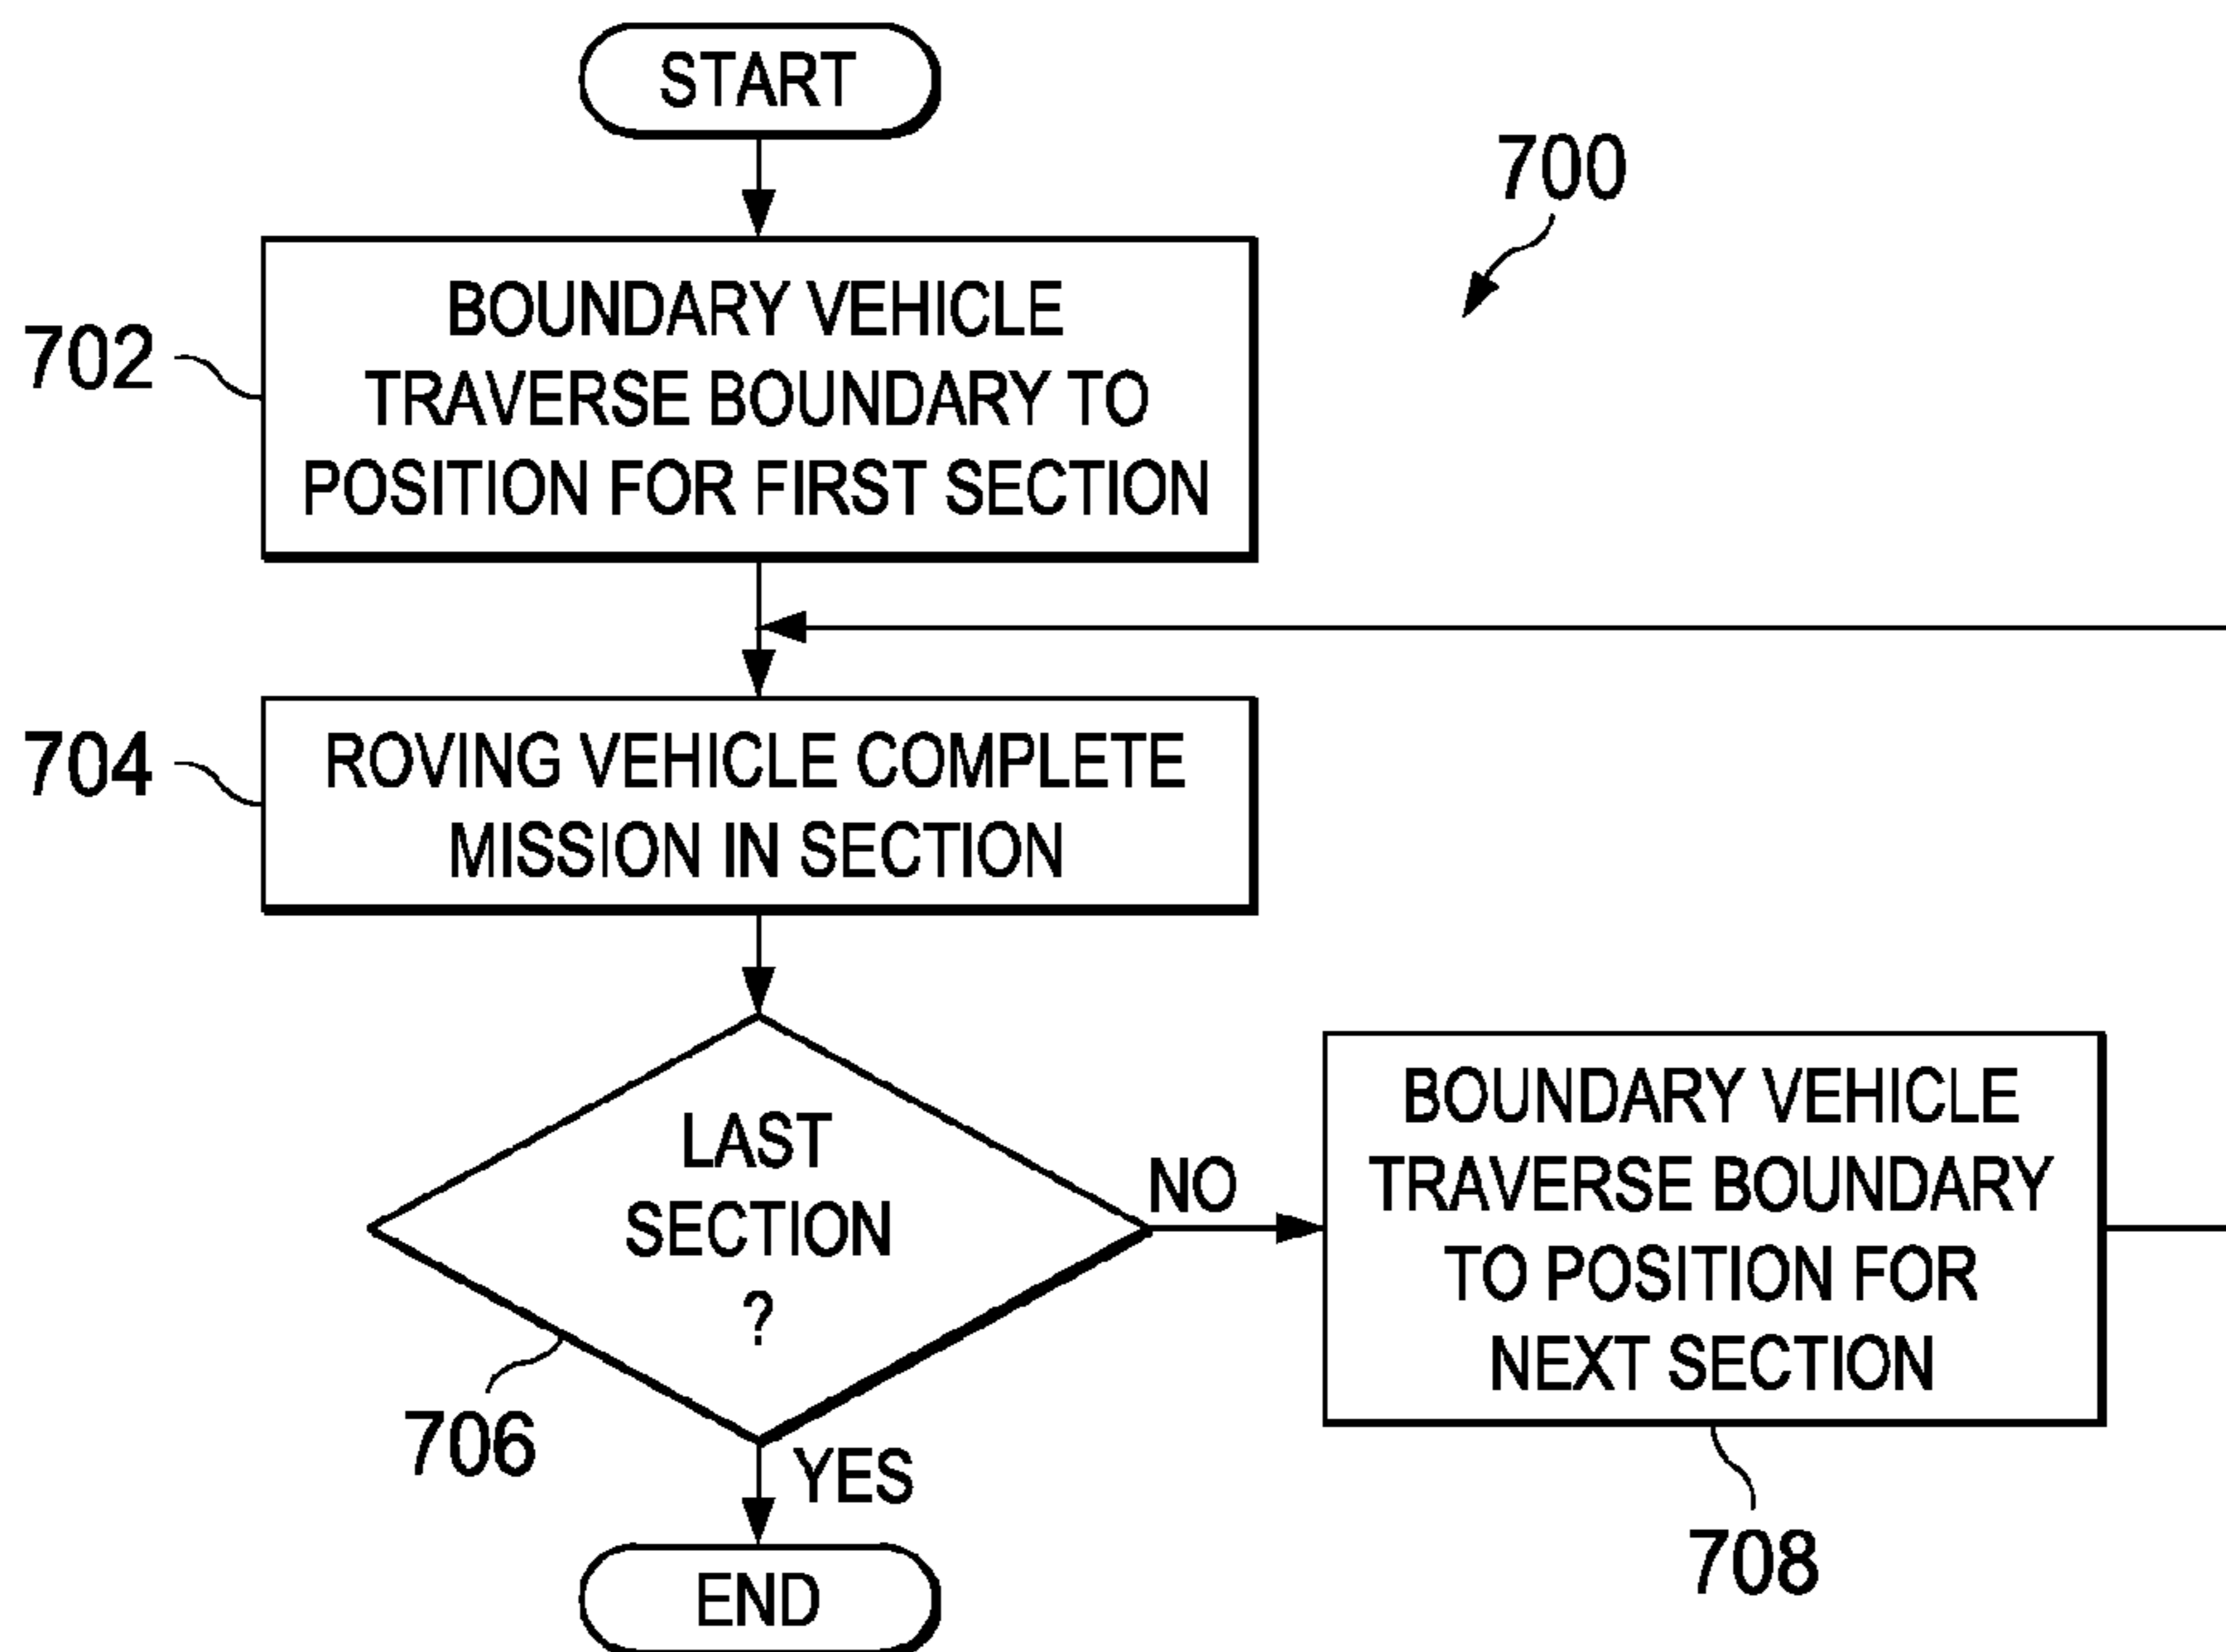 START
700
702
BOUNDARY VEHICLE
TRAVERSE BOUNDARY TO
POSITION FOR FIRST SECTION
704
ROVING VEHICLE COMPLETE
MISSION IN SECTION
LAST
SECTION
?
706
NO
BOUNDARY VEHICLE
TRAVERSE BOUNDARY
TO POSITION FOR
NEXT SECTION
708
YES
END